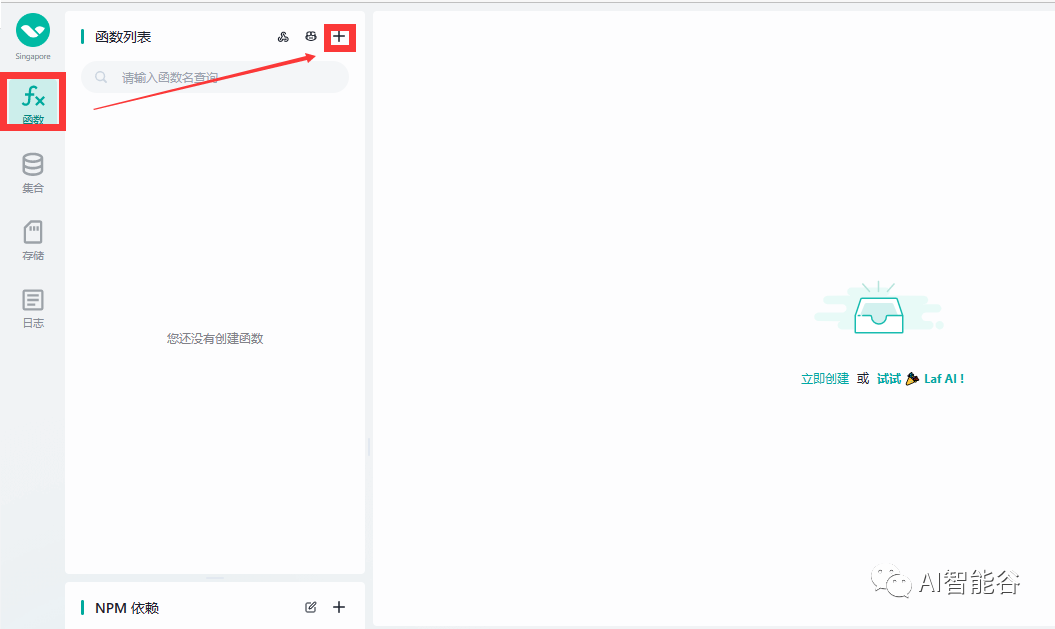 Singapore
函数
集合
存储
日志
函数列表
请输入函数名查询
您还没有创建函数
NPM 依赖
立即创建 或 试试 Laf AI !
AI智能谷